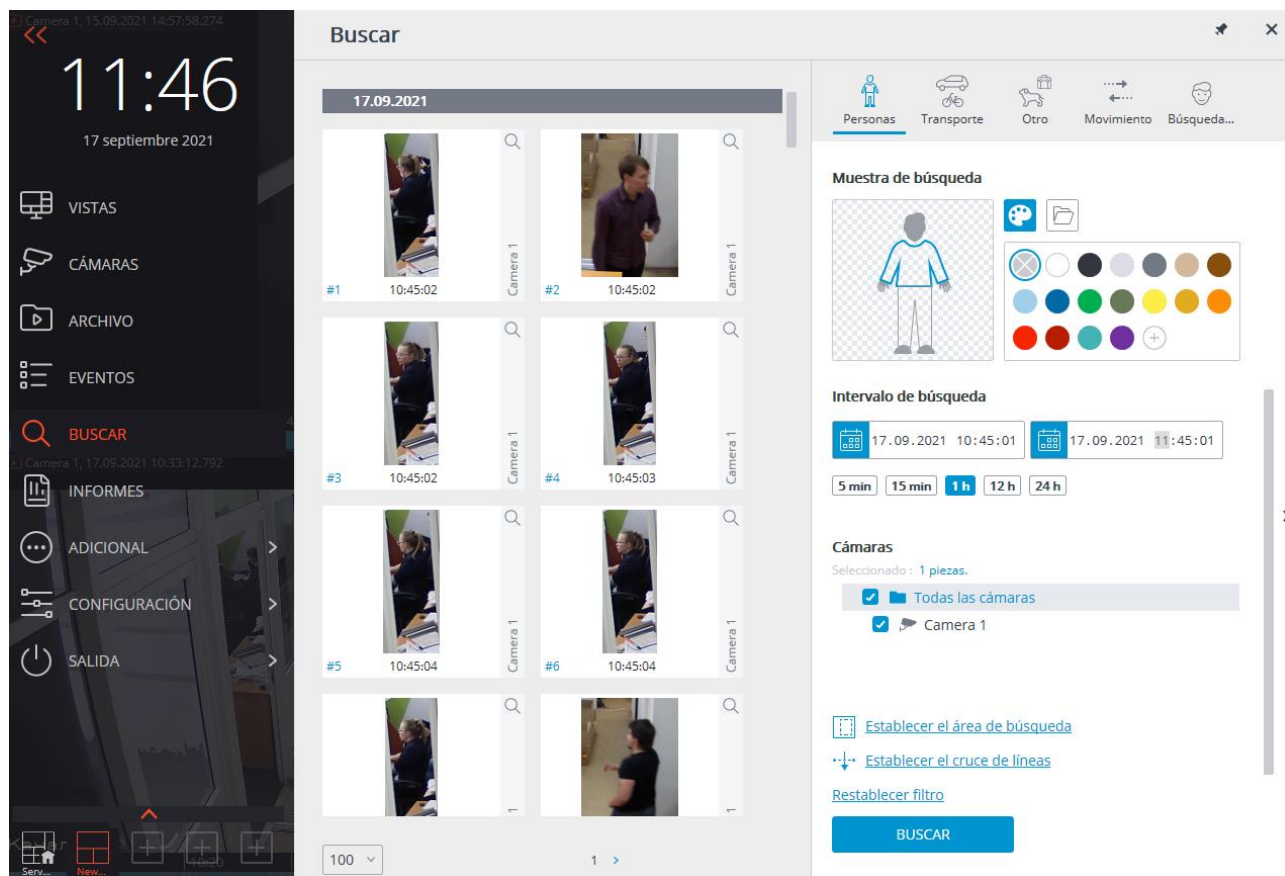 Camera 1, 15.09.2021 14:57:58.274
11:46
17 septiembre 2021
VISTAS
CÁMARAS
ARCHIVO
EVENTOS
BUSCAR
Camera 1, 17.09.2021 10:33:12.792
INFORMES
ADICIONAL
CONFIGURACIÓN
SALIDA
10:20
Serv...
New...
Buscar
17.09.2021
#1 10:45:02 Camera 1
#2 10:45:02 Camera 1
#3 10:45:02 Camera 1
#4 10:45:03 Camera 1
#5 10:45:04 Camera 1
#6 10:45:04 Camera 1
1
1
100
1 >
Personas Transporte Otro Movimiento Búsqueda...
Muestra de búsqueda
Intervalo de búsqueda
17.09.2021 10:45:01 17.09.2021 11:45:01
5 min 15 min 1 h 12 h 24 h
Cámaras
Seleccionado : 1 piezas.
Todas las cámaras
Camera 1
Establecer el área de búsqueda
Establecer el cruce de líneas
Restablecer filtro
BUSCAR